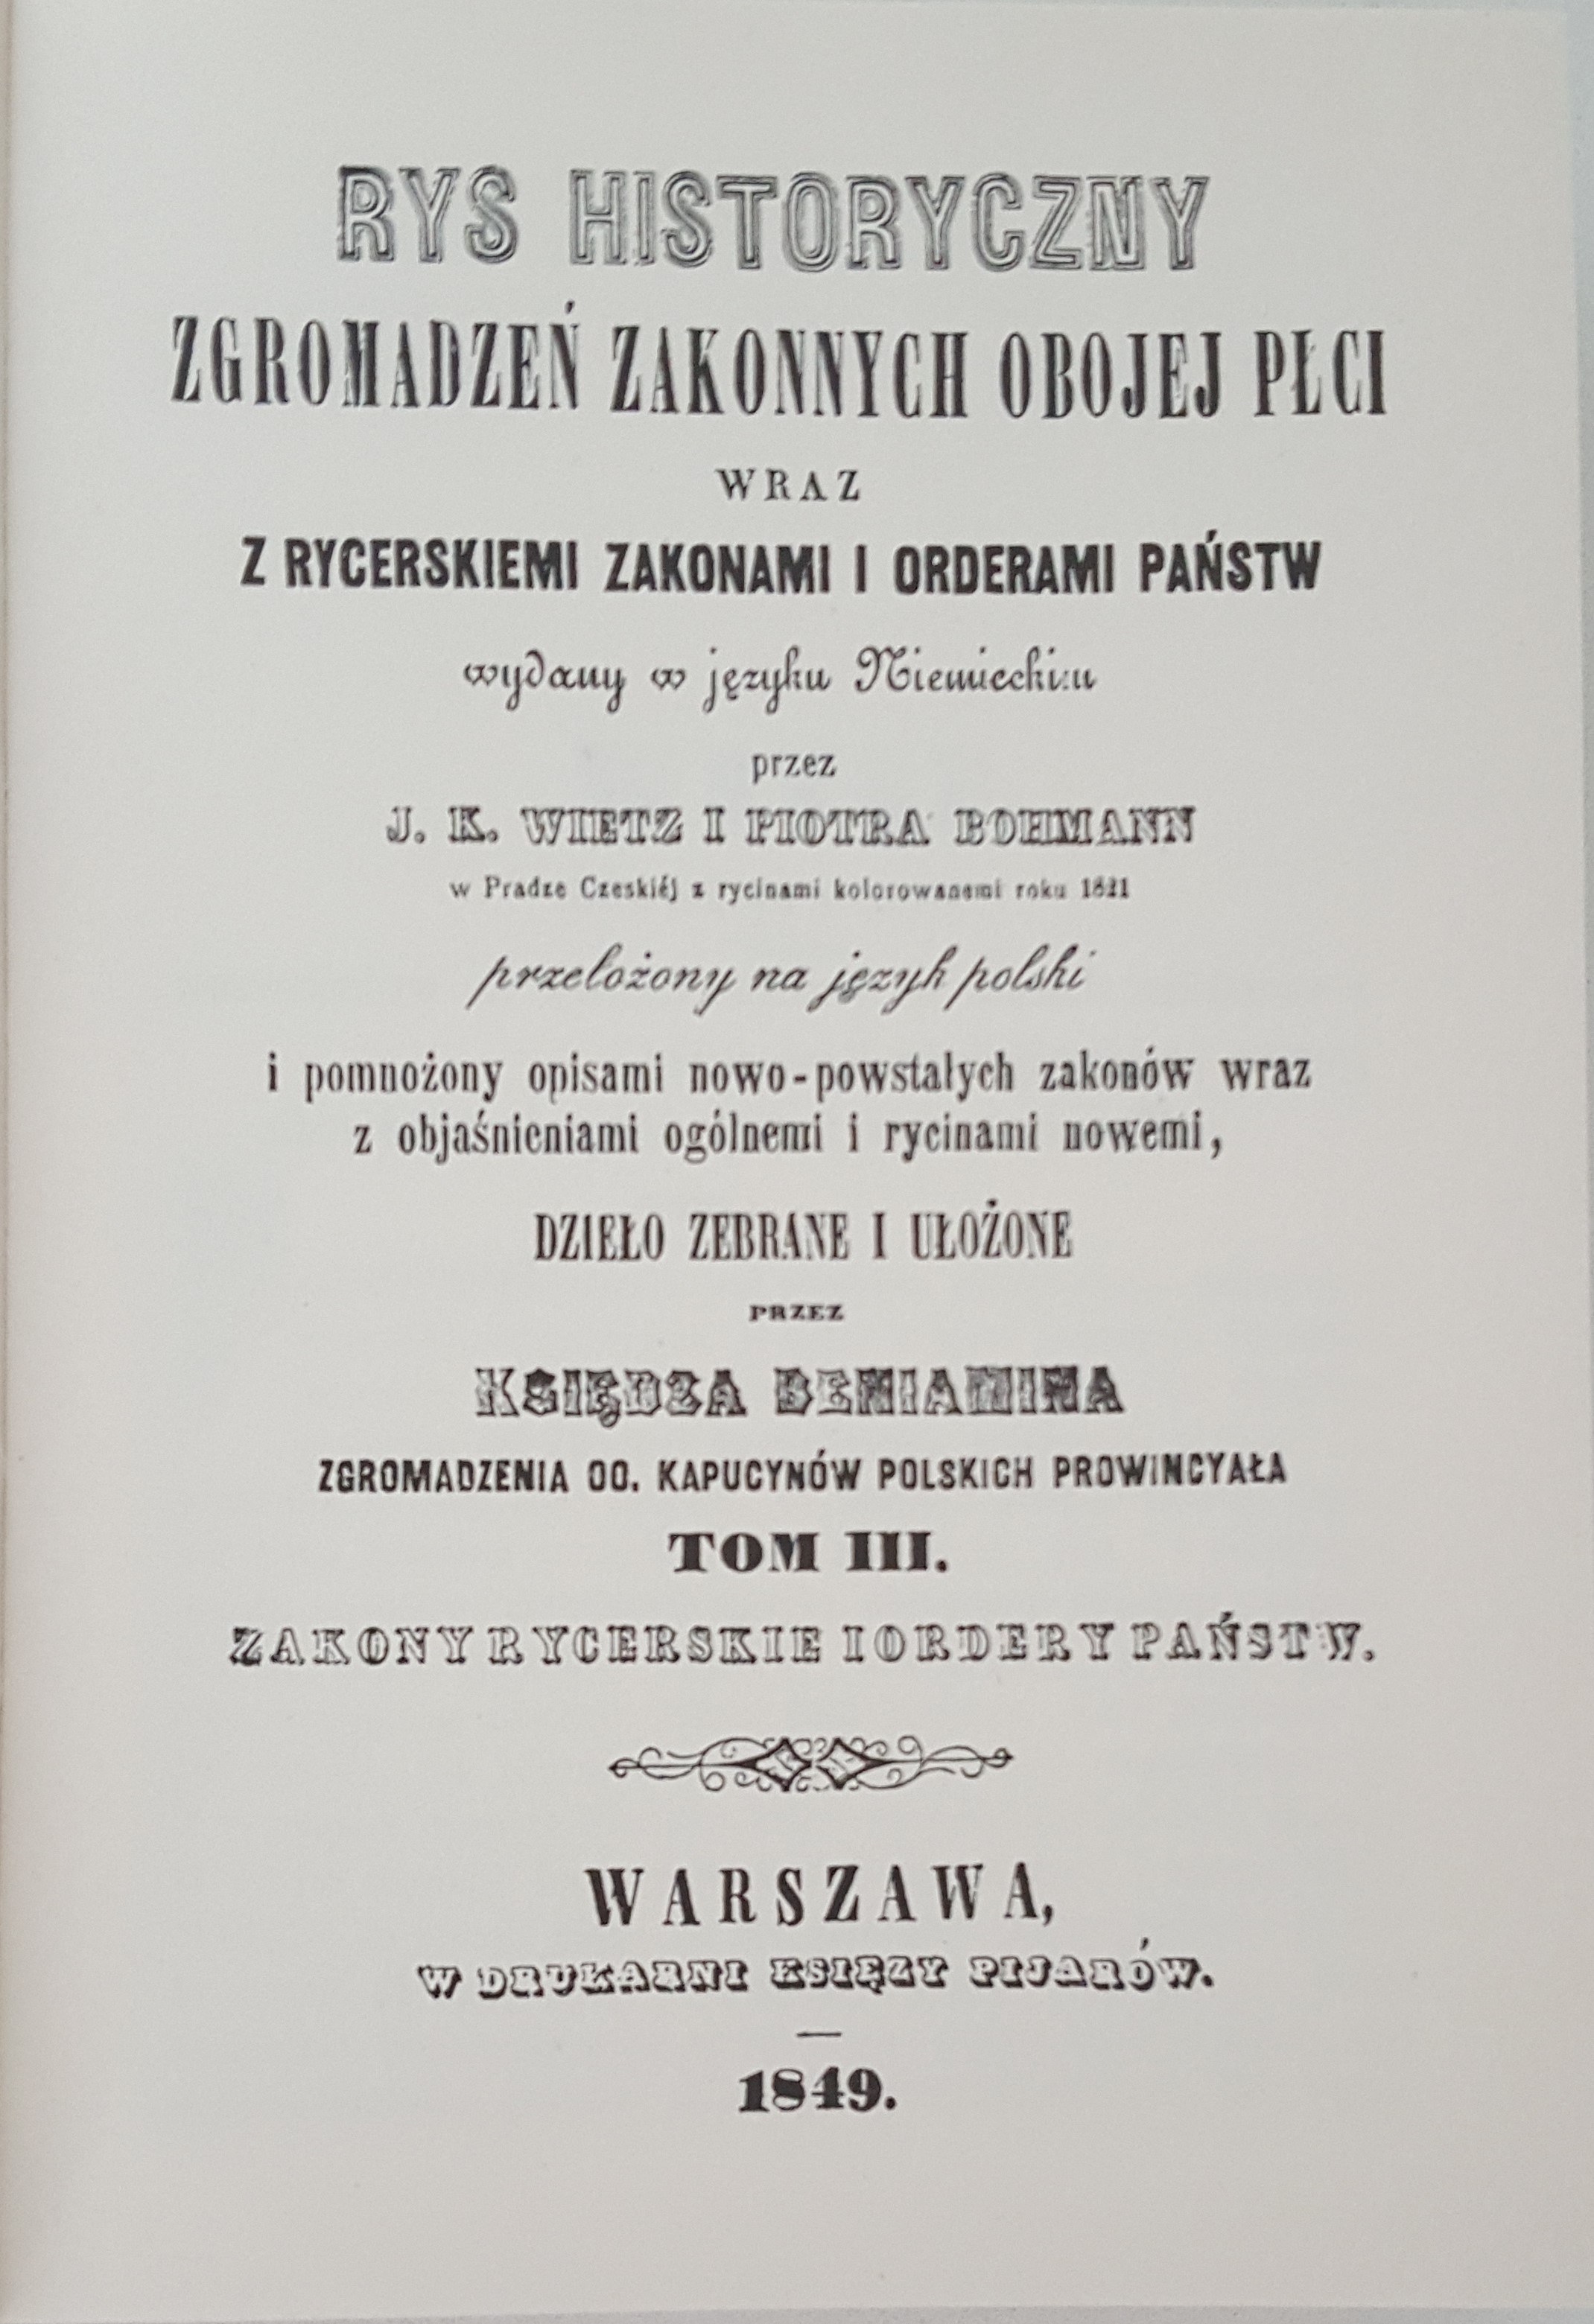 RYS HISTORYCZNY
ZGROMADZEŃ ZAKONNYCH OBOJEJ PŁCI
WRAZ
Z RYCERSKIEMI ZAKONAMI I ORDERAMI PAŃSTW
wydany w języku Niemieckim
przez
J. K. WIETZ I PIOTRA BOHMANN
w Pradze Czeskiéj z rycinami kolorowanemi roku 1821
przełożony na język polski
i pomnożony opisami nowo-powstałych zakonów wraz
z objaśnieniami ogólnemi i rycinami nowemi,
DZIEŁO ZEBRANE I UŁOŻONE
PRZEZ
KSIĘDZA BENIAMINA
ZGROMADZENIA OO. KAPUCYNÓW POLSKICH PROWINCYAŁA
TOM III.
ZAKONY RYCERSKIE I ORDERY PAŃSTW.
WARSZAWA,
W DRUKARNI KSIĘŻY PIJARÓW.
1849.